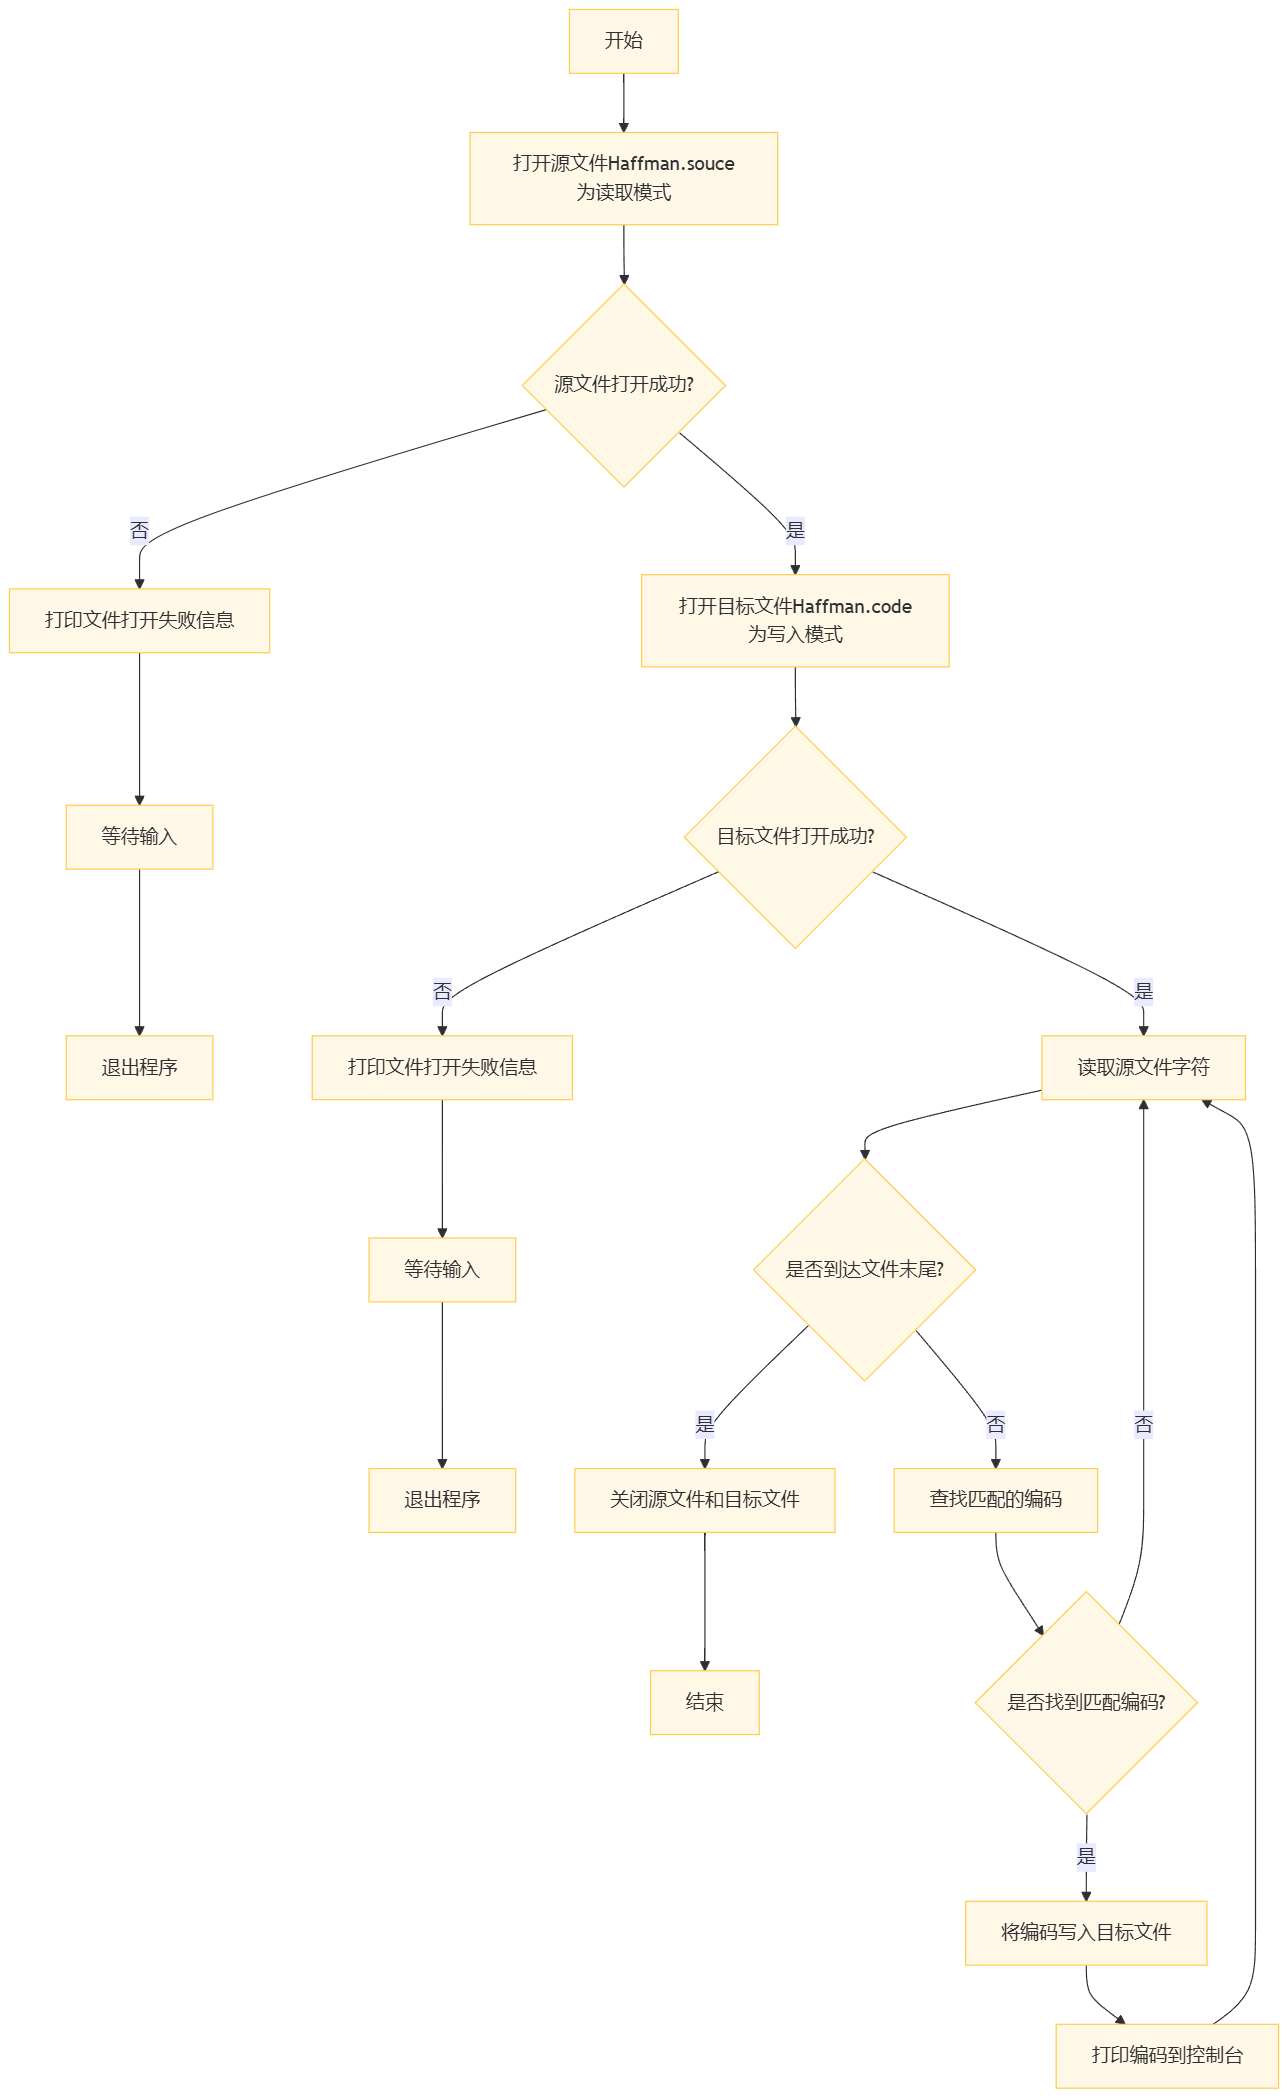 开始
打开源文件Haffman.souce
为读取模式
源文件打开成功?
否
是
打印文件打开失败信息
打开目标文件Haffman.code
为写入模式
等待输入
目标文件打开成功?
否
是
退出程序
打印文件打开失败信息
读取源文件字符
等待输入
是否到达文件末尾?
是
否
否
退出程序
关闭源文件和目标文件
查找匹配的编码
结束
是否找到匹配编码?
是
将编码写入目标文件
打印编码到控制台